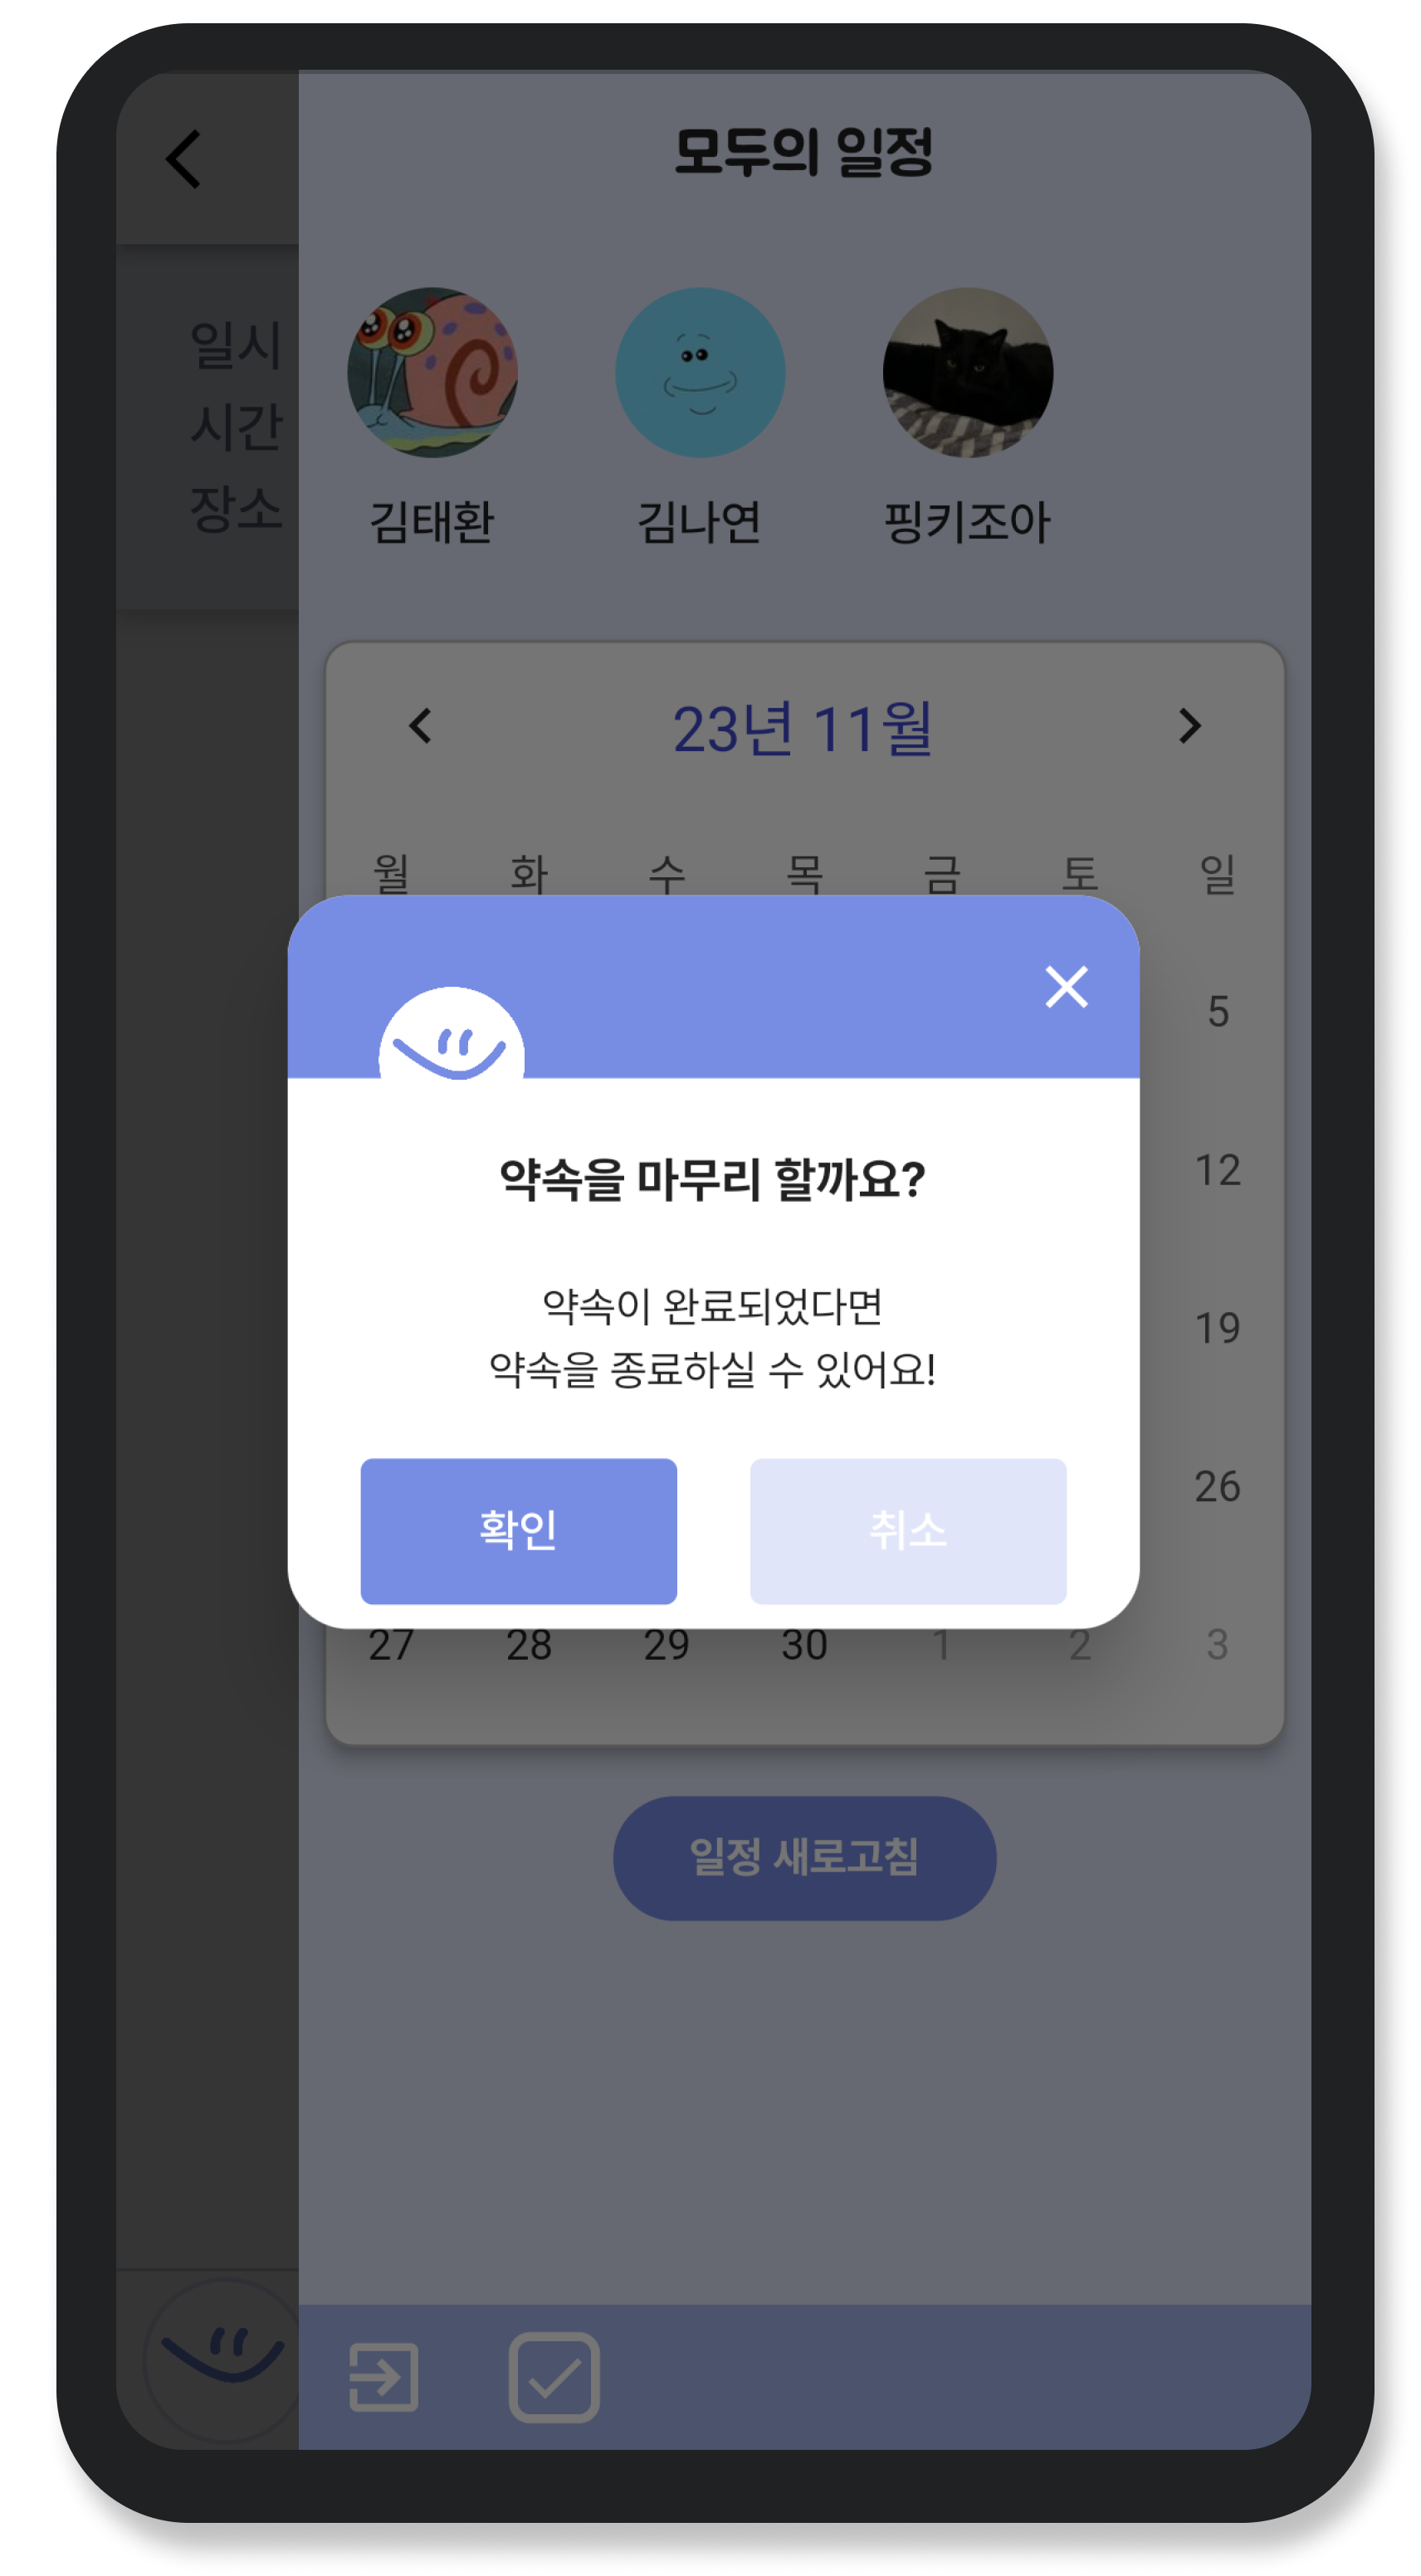 모두의 일정
일시
시간
장소
김태환 김나연 핑키조아
23년 11월
월 화 수 목 금 토 일
5
12
약속을 마무리 할까요?
약속이 완료되었다면
19
약속을 종료하실 수 있어요!
26
확인 취소
27 28 29 30 1 2 3
일정 새로고침